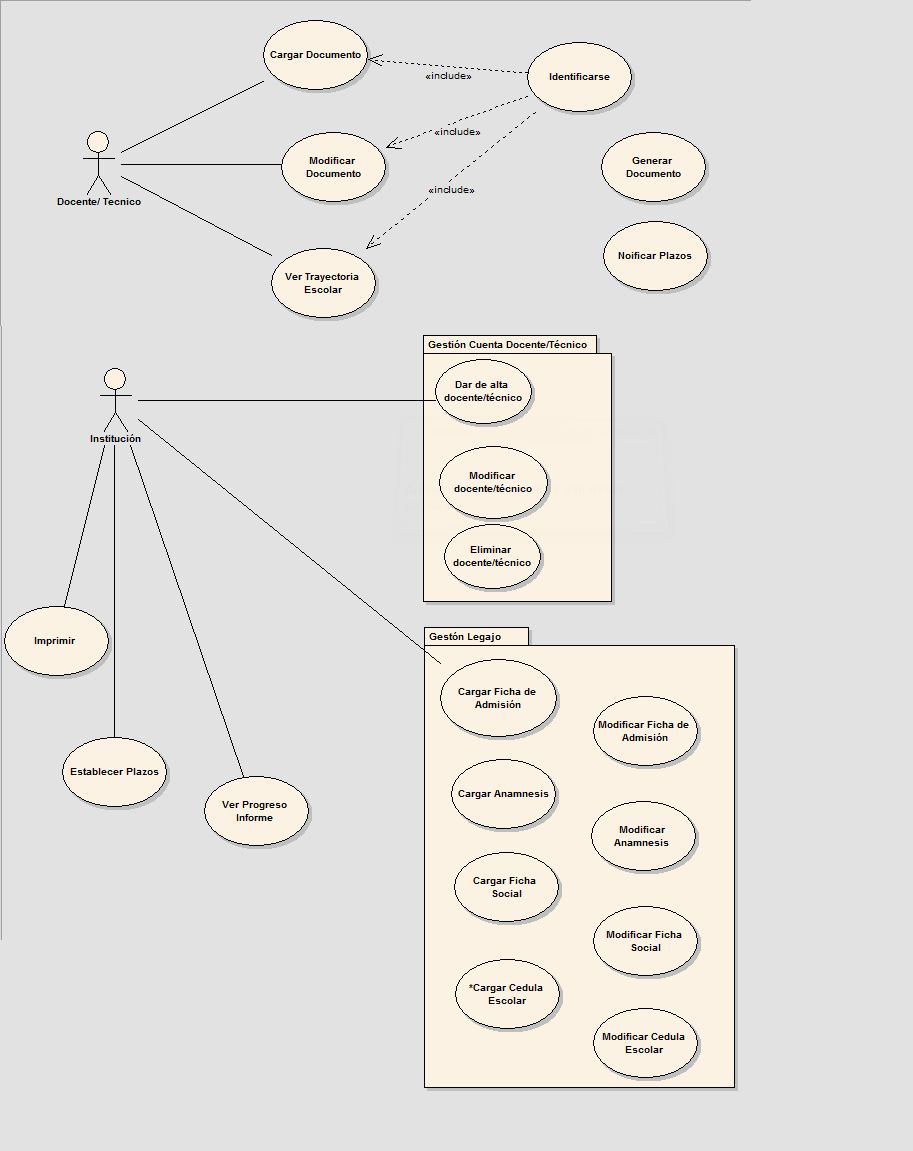 Cargar Documento
«include»
Identificarse
«include»
Modificar
Documento
Generar
Documento
Docente/ Tecnico
«include»
Noificar Plazos
Ver Trayectoria
Escolar
Gestión Cuenta Docente/Técnico
Dar de alta
docente/técnico
Institución
Modificar
docente/técnico
Eliminar
docente/técnico
Imprimir
Gestón Legajo
Cargar Ficha de
Admisión
Modificar Ficha de
Admisión
Establecer Plazos
Cargar Anamnesis
Ver Progreso
Informe
Modificar
Anamnesis
Cargar Ficha
Social
Modificar Ficha
Social
*Cargar Cedula
Escolar
Modificar Cedula
Escolar